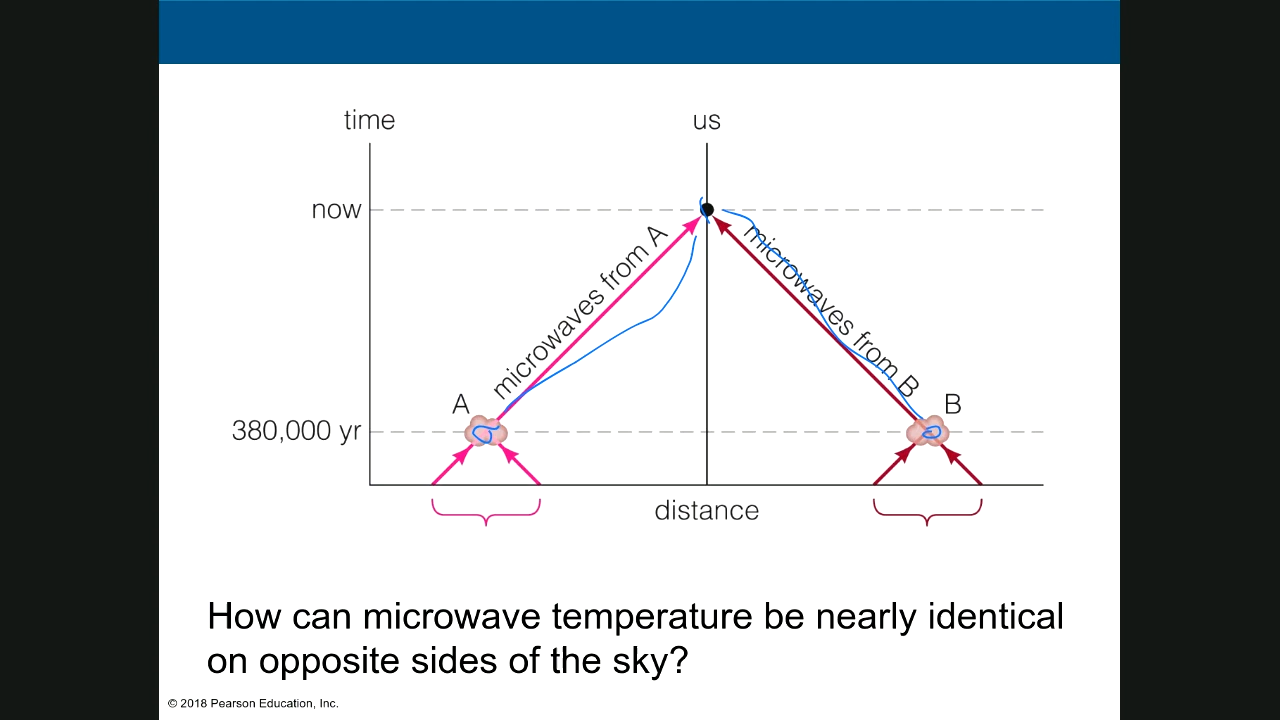 time
us
now
microwaves from A
microwaves from B
A
B
380,000 yr
distance
How can microwave temperature be nearly identical
on opposite sides of the sky?
© 2018 Pearson Education, Inc.